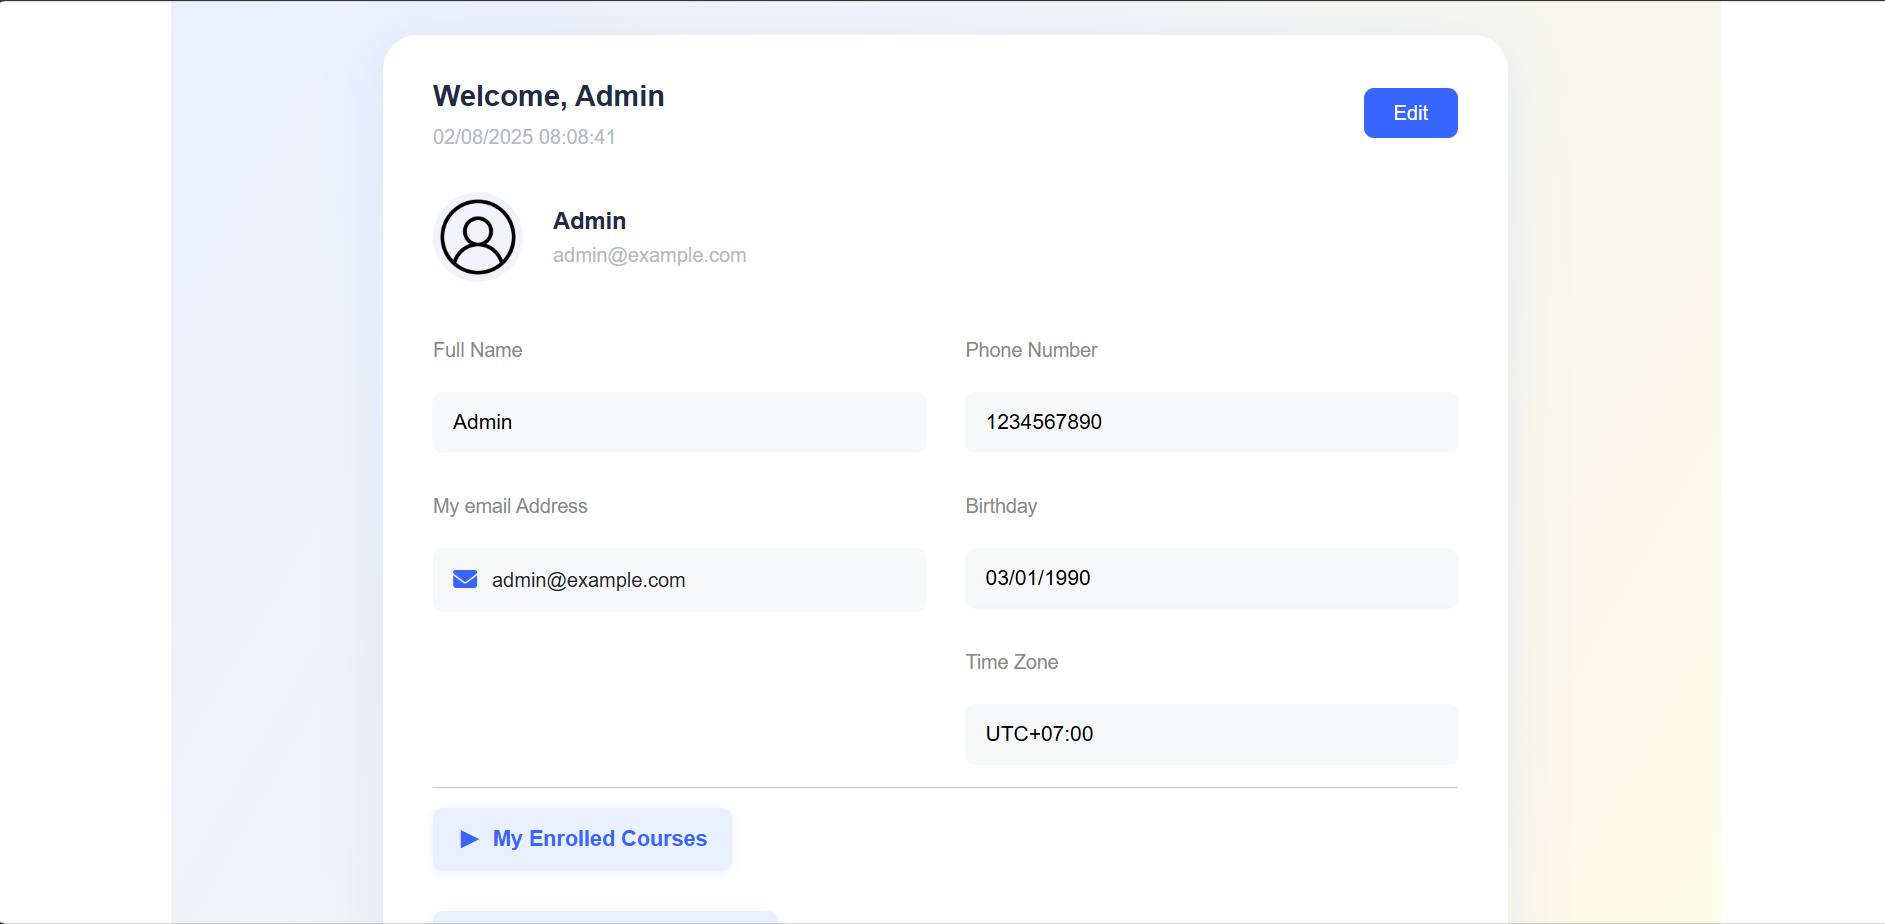 Welcome, Admin
02/08/2025 08:08:41
Edit
Admin
admin@example.com
Full Name
Admin
Phone Number
1234567890
My email Address
admin@example.com
Birthday
03/01/1990
Time Zone
UTC+07:00
My Enrolled Courses